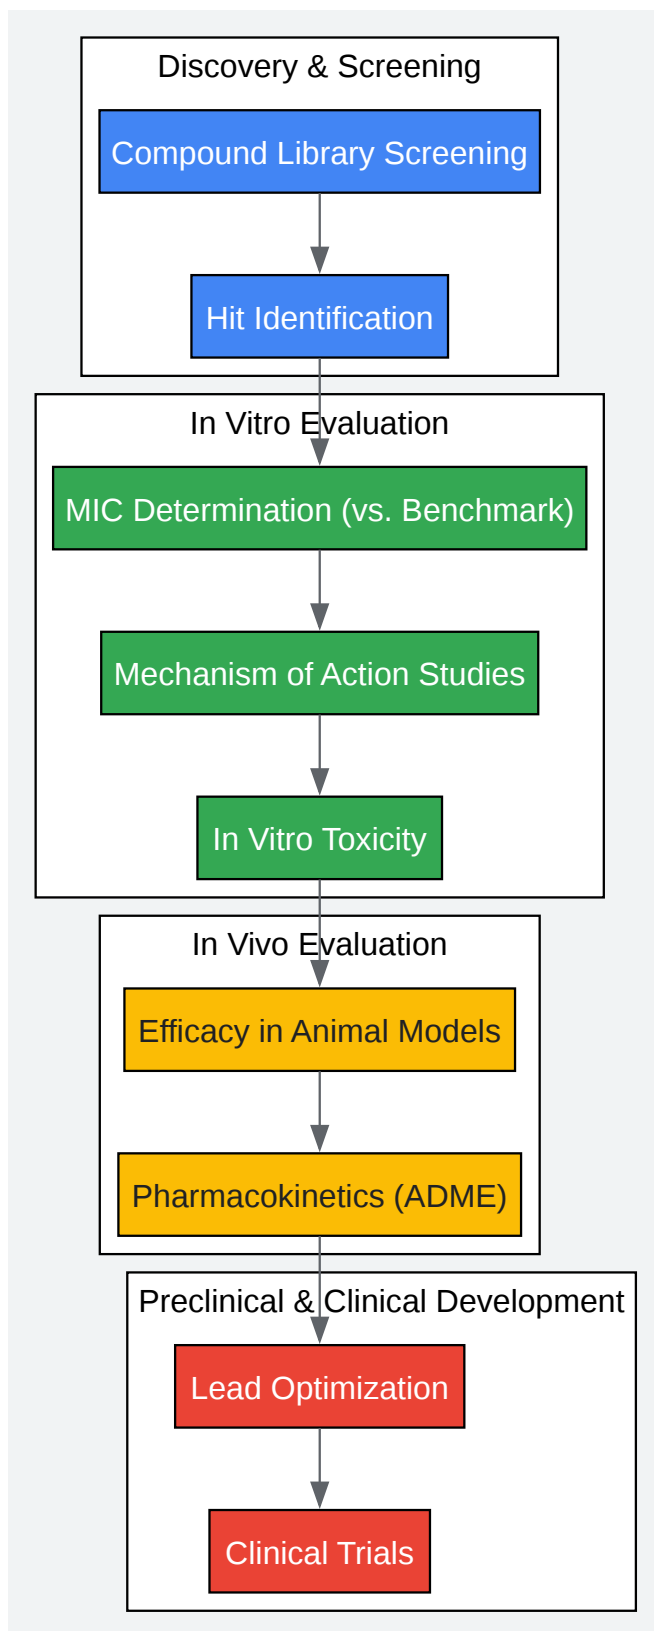 Discovery & Screening
Compound Library Screening
Hit Identification
In Vitro Evaluation
MIC Determination (vs. Benchmark)
Mechanism of Action Studies
In Vitro Toxicity
In Vivo Evaluation
Efficacy in Animal Models
Pharmacokinetics (ADME)
Preclinical & Clinical Development
Lead Optimization
Clinical Trials